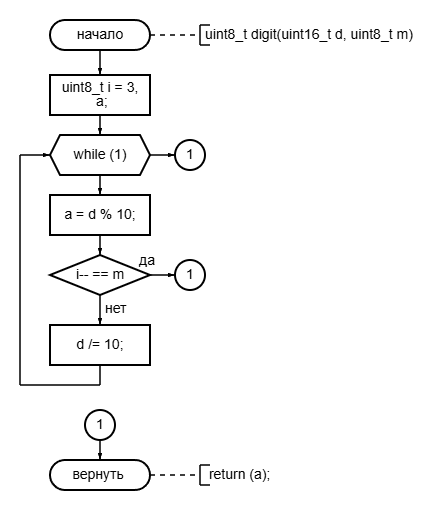 начало
uint8_t digit(uint16_t d, uint8_t m)
uint8_t i = 3,
a;
while (1)
1
a = d % 10;
да
i-- == m
1
нет
d /= 10;
1
вернуть
return (a);